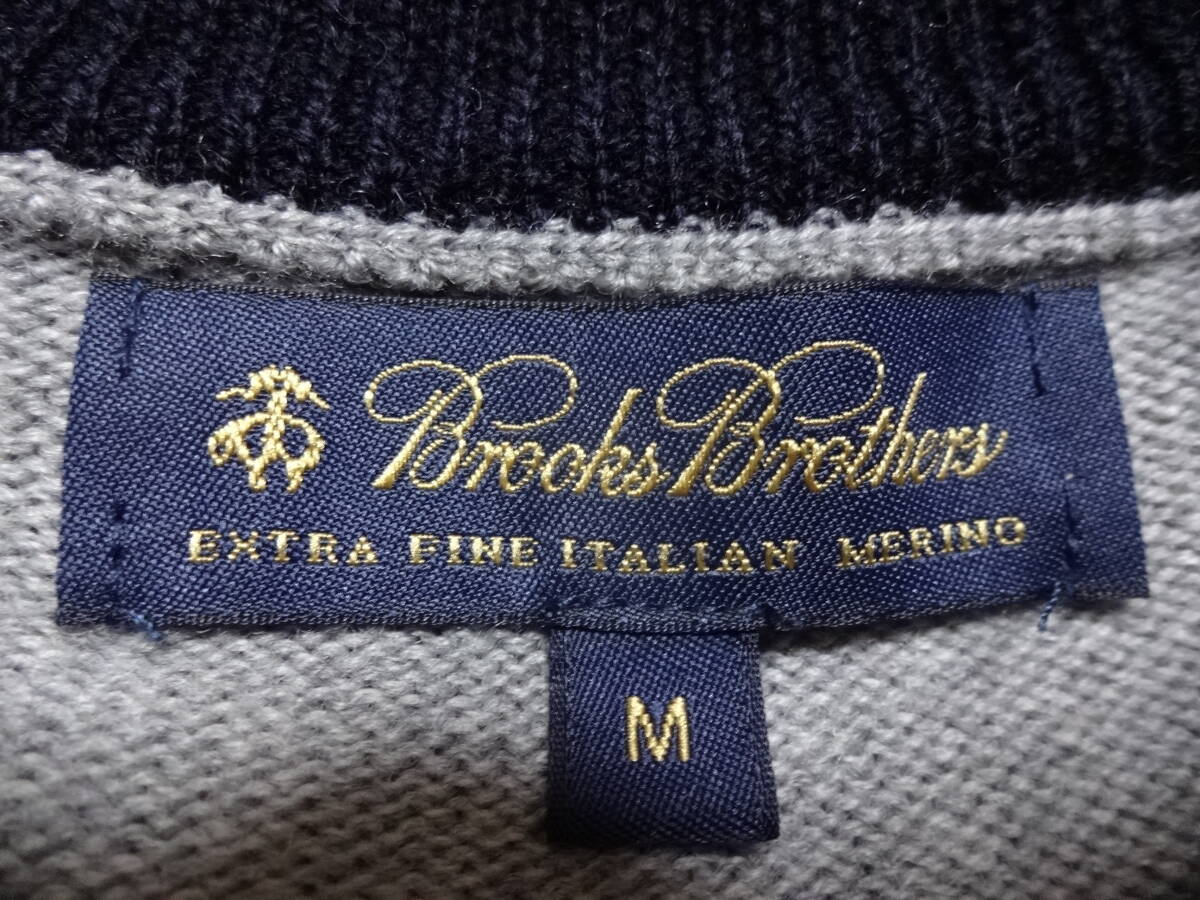 Brooks Brothers
EXTRA FINE ITALIAN MERINO
M